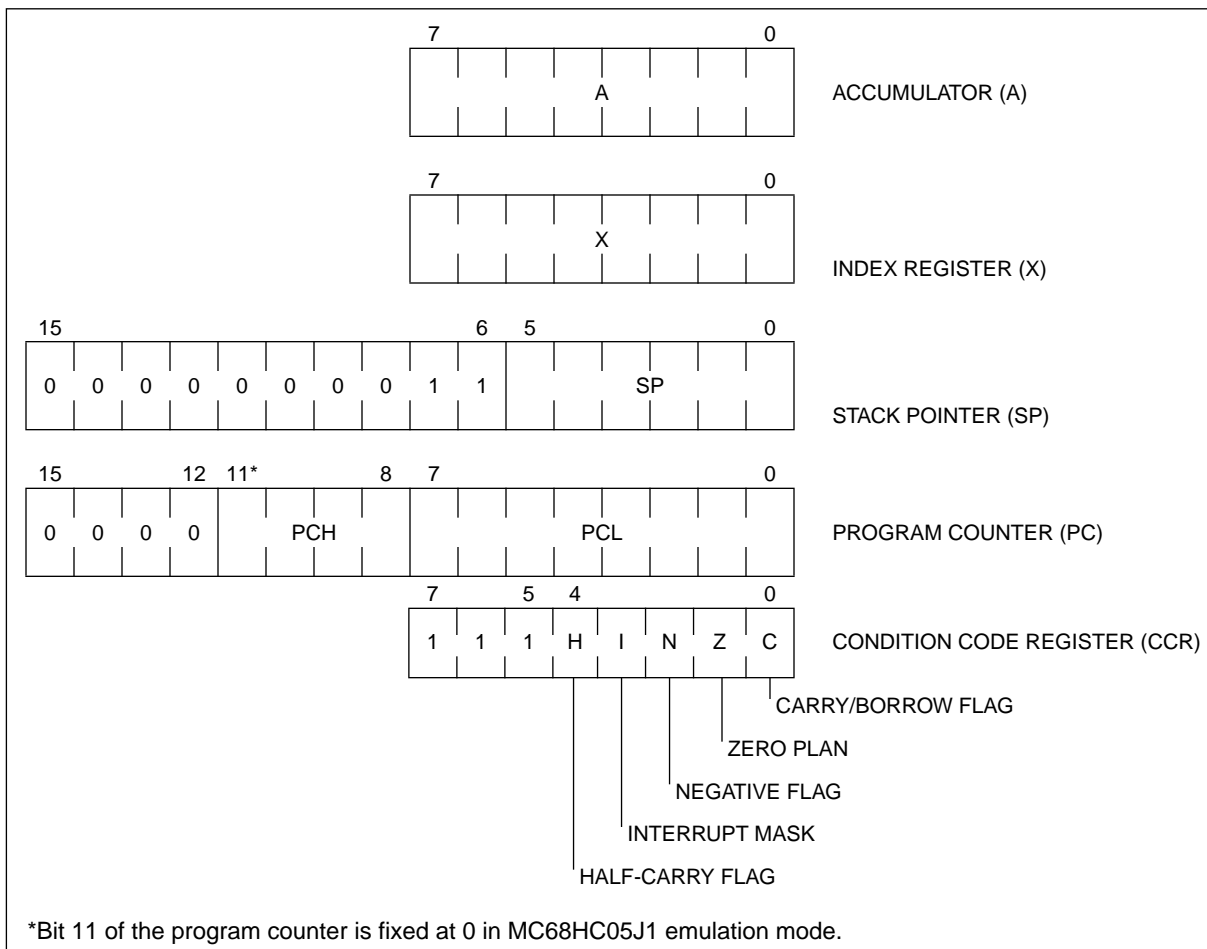 7 0
A
ACCUMULATOR (A)
7 0
X
INDEX REGISTER (X)
15 6 5 0
0 0 0 0 0 0 0 0 1 1 SP
STACK POINTER (SP)
15 12 11* 8 7 0
0 0 0 0 PCH PCL
PROGRAM COUNTER (PC)
7 5 4 0
1 1 1 H I N Z C
CONDITION CODE REGISTER (CCR)
CARRY/BORROW FLAG
ZERO PLAN
NEGATIVE FLAG
INTERRUPT MASK
HALF-CARRY FLAG
*Bit 11 of the program counter is fixed at 0 in MC68HC05J1 emulation mode.